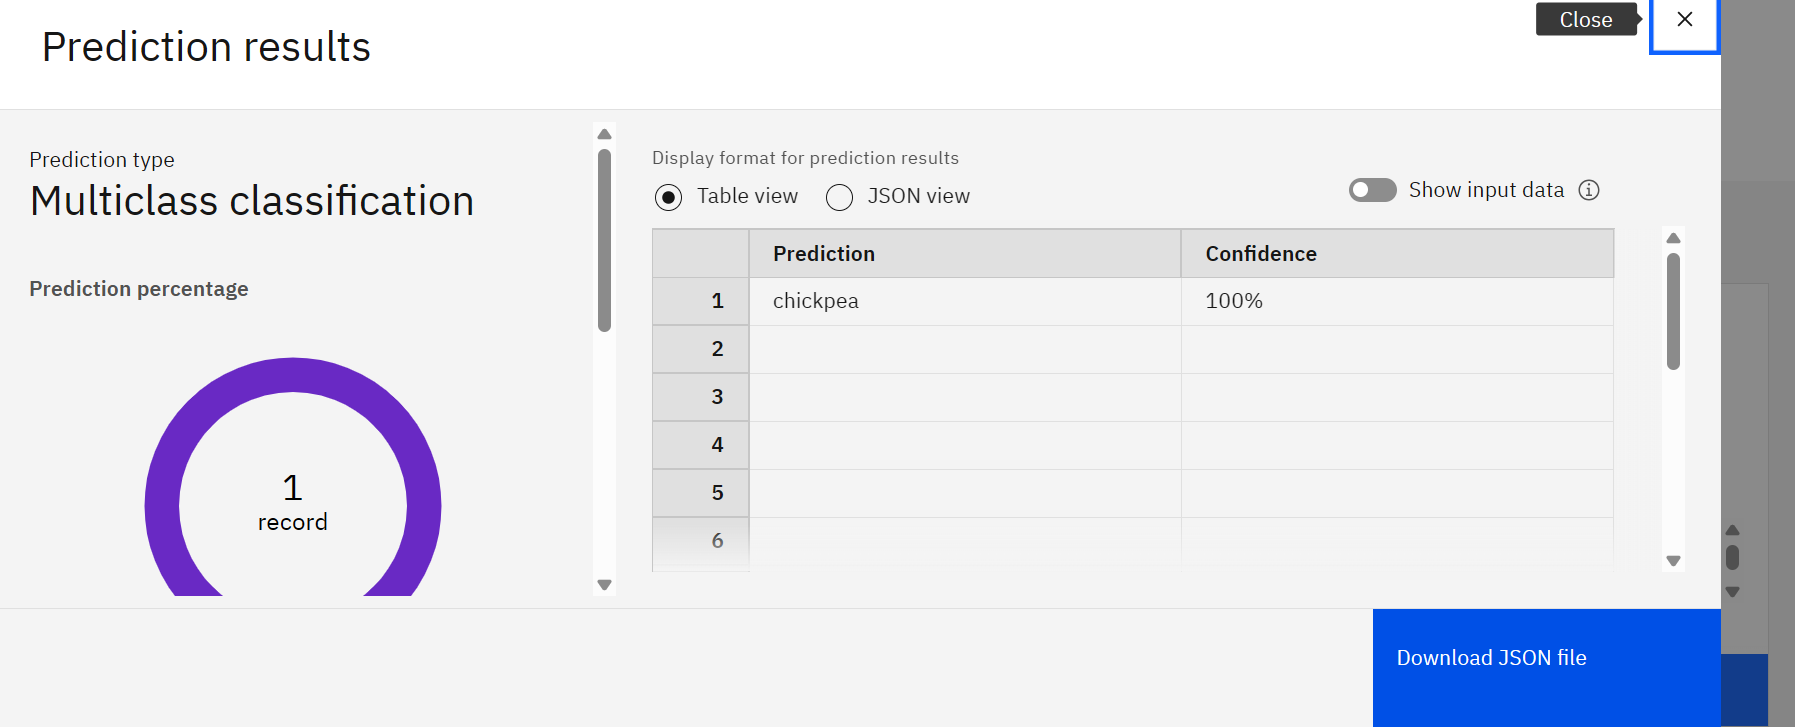 Close
Prediction results
Prediction type
Multiclass classification
Prediction percentage
1
record
Display format for prediction results
Table view JSON view
Show input data
Prediction Confidence
1 chickpea 100%
2
3
4
5
6
Download JSON file